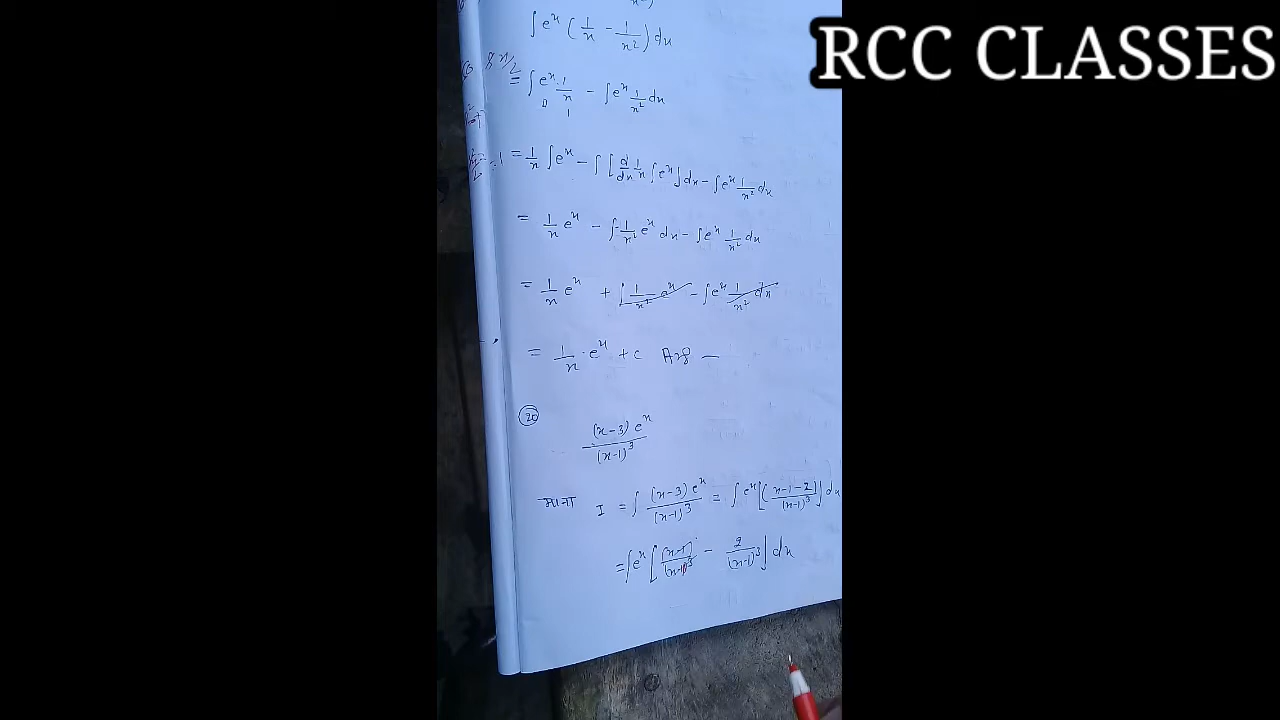 RCC CLASSES
∫eˣ (1/x − 1/x²) dx
= ∫eˣ · 1/x − ∫eˣ 1/x² dx
II I
= 1/x ∫eˣ − ∫[d/dx 1/x ∫eˣ] dx − ∫eˣ 1/x² dx
= 1/x eˣ − ∫-1/x² eˣ dx − ∫eˣ 1/x² dx
= 1/x eˣ + ∫1/x² eˣ − ∫eˣ 1/x² dx
= 1/x · eˣ + c Ans —
20
(x−3) eˣ/(x−1)³
माना I = ∫ (x−3) eˣ/(x−1)³ = ∫eˣ[(x−1−2)/(x−1)³] dx
= ∫eˣ [(x−1)/(x−1)³ − 2/(x−1)³] dx